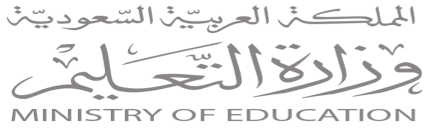 المملكة العربية السعودية
وزارة التعليم
MINISTRY OF EDUCATION